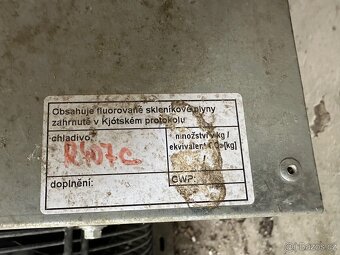 Obsahuje fluorované skleníkové plyny
zahrnuté v Kjótském protokolu
chladivo:
R407c
množství v kg /
ekvivalent CO₂[kg]
/
doplnění:
GWP: